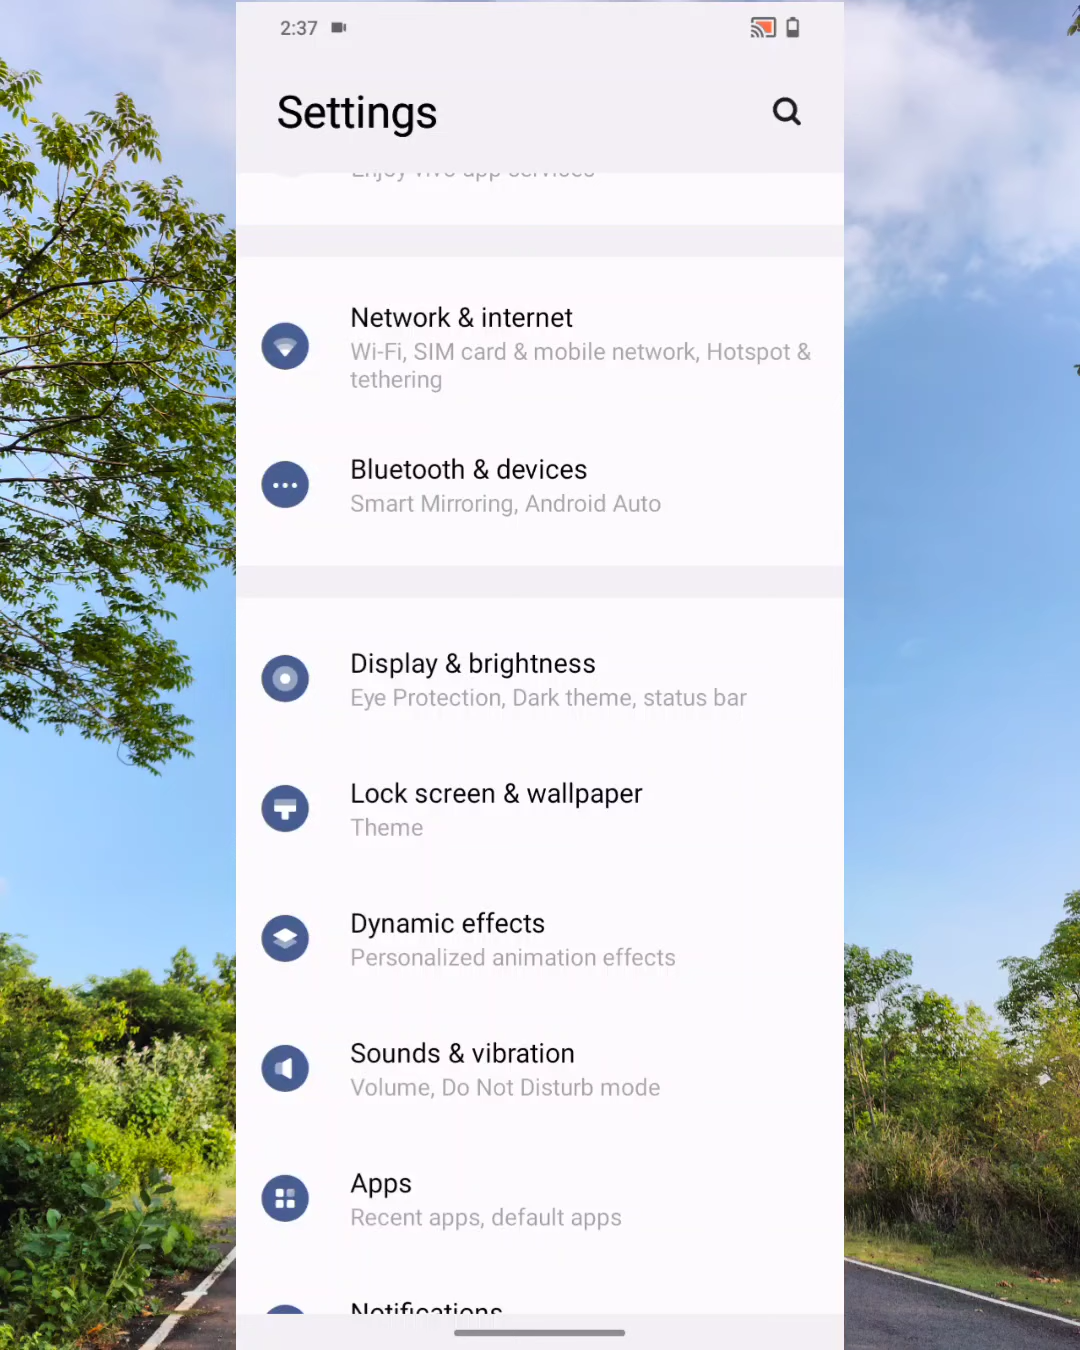 2:37
Settings
Enjoy vivo app services
Network & internet
Wi-Fi, SIM card & mobile network, Hotspot &
tethering
Bluetooth & devices
Smart Mirroring, Android Auto
Display & brightness
Eye Protection, Dark theme, status bar
Lock screen & wallpaper
Theme
Dynamic effects
Personalized animation effects
Sounds & vibration
Volume, Do Not Disturb mode
Apps
Recent apps, default apps
Notifications